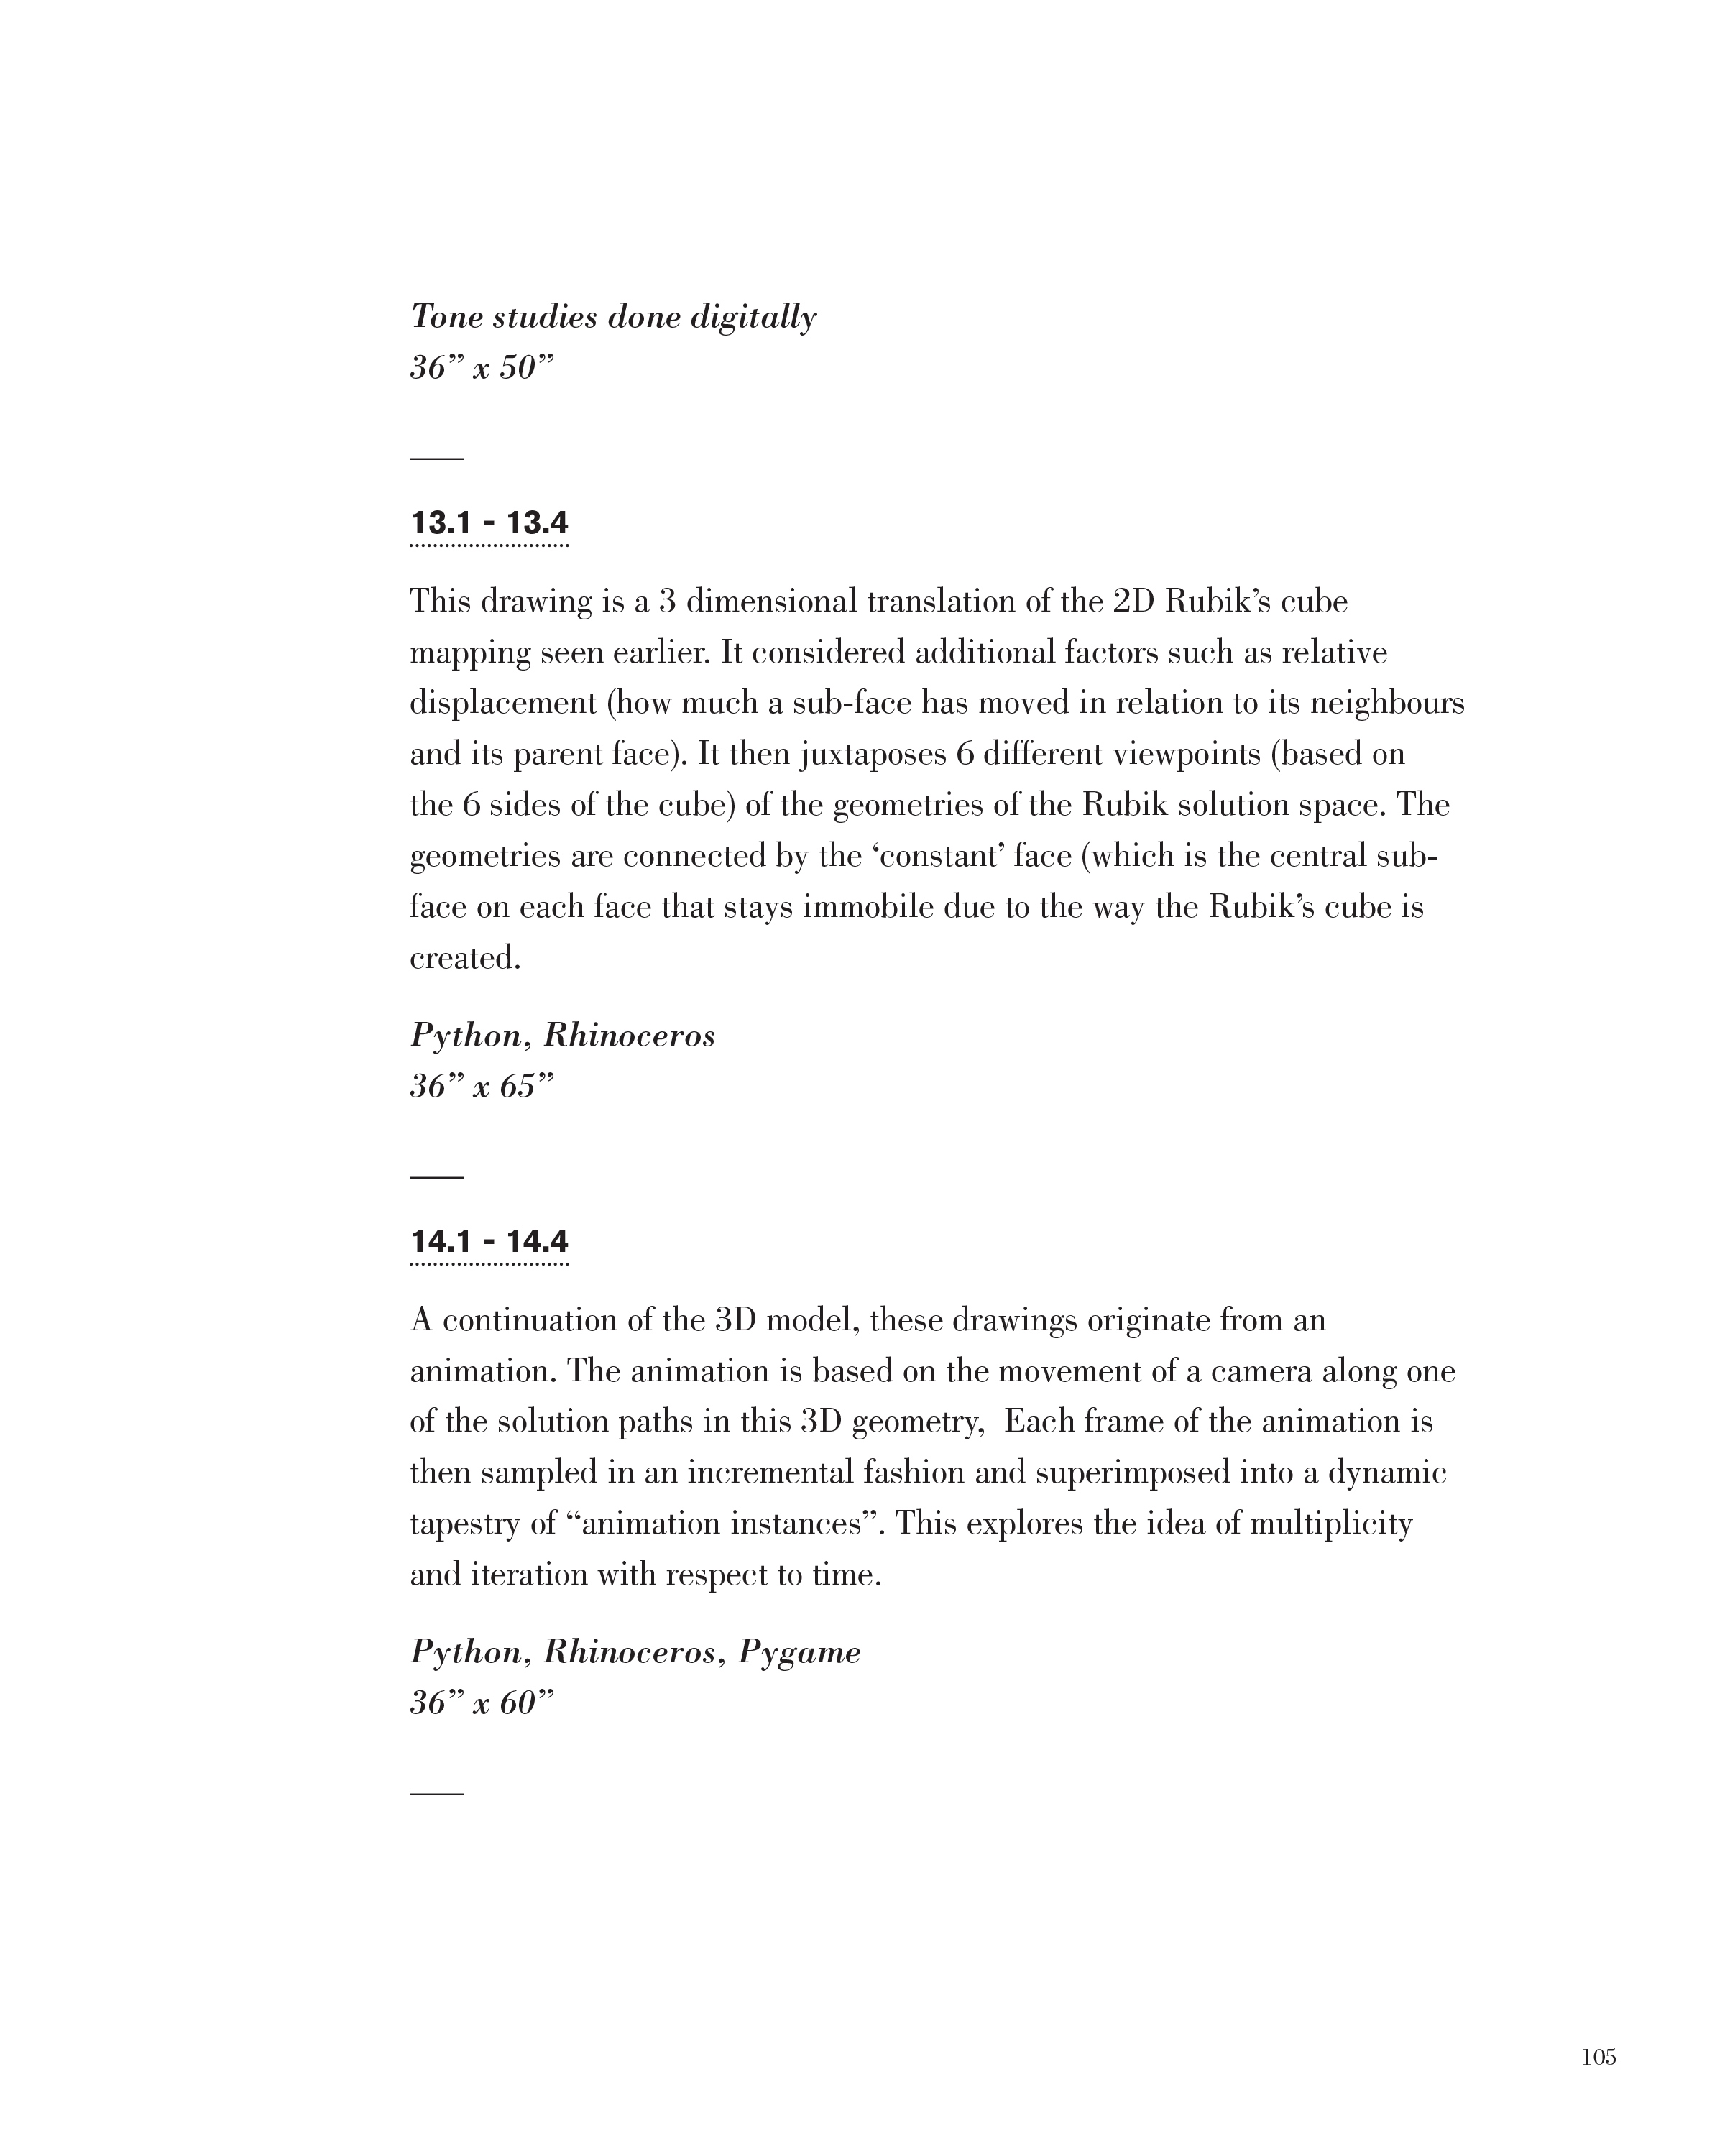 Tone studies done digitally
36” x 50”
13.1 - 13.4
This drawing is a 3 dimensional translation of the 2D Rubik’s cube
mapping seen earlier. It considered additional factors such as relative
displacement (how much a sub-face has moved in relation to its neighbours
and its parent face). It then juxtaposes 6 different viewpoints (based on
the 6 sides of the cube) of the geometries of the Rubik solution space. The
geometries are connected by the ‘constant’ face (which is the central sub-
face on each face that stays immobile due to the way the Rubik’s cube is
created.
Python, Rhinoceros
36” x 65”
14.1 - 14.4
A continuation of the 3D model, these drawings originate from an
animation. The animation is based on the movement of a camera along one
of the solution paths in this 3D geometry,  Each frame of the animation is
then sampled in an incremental fashion and superimposed into a dynamic
tapestry of “animation instances”. This explores the idea of multiplicity
and iteration with respect to time.
Python, Rhinoceros, Pygame
36” x 60”
105